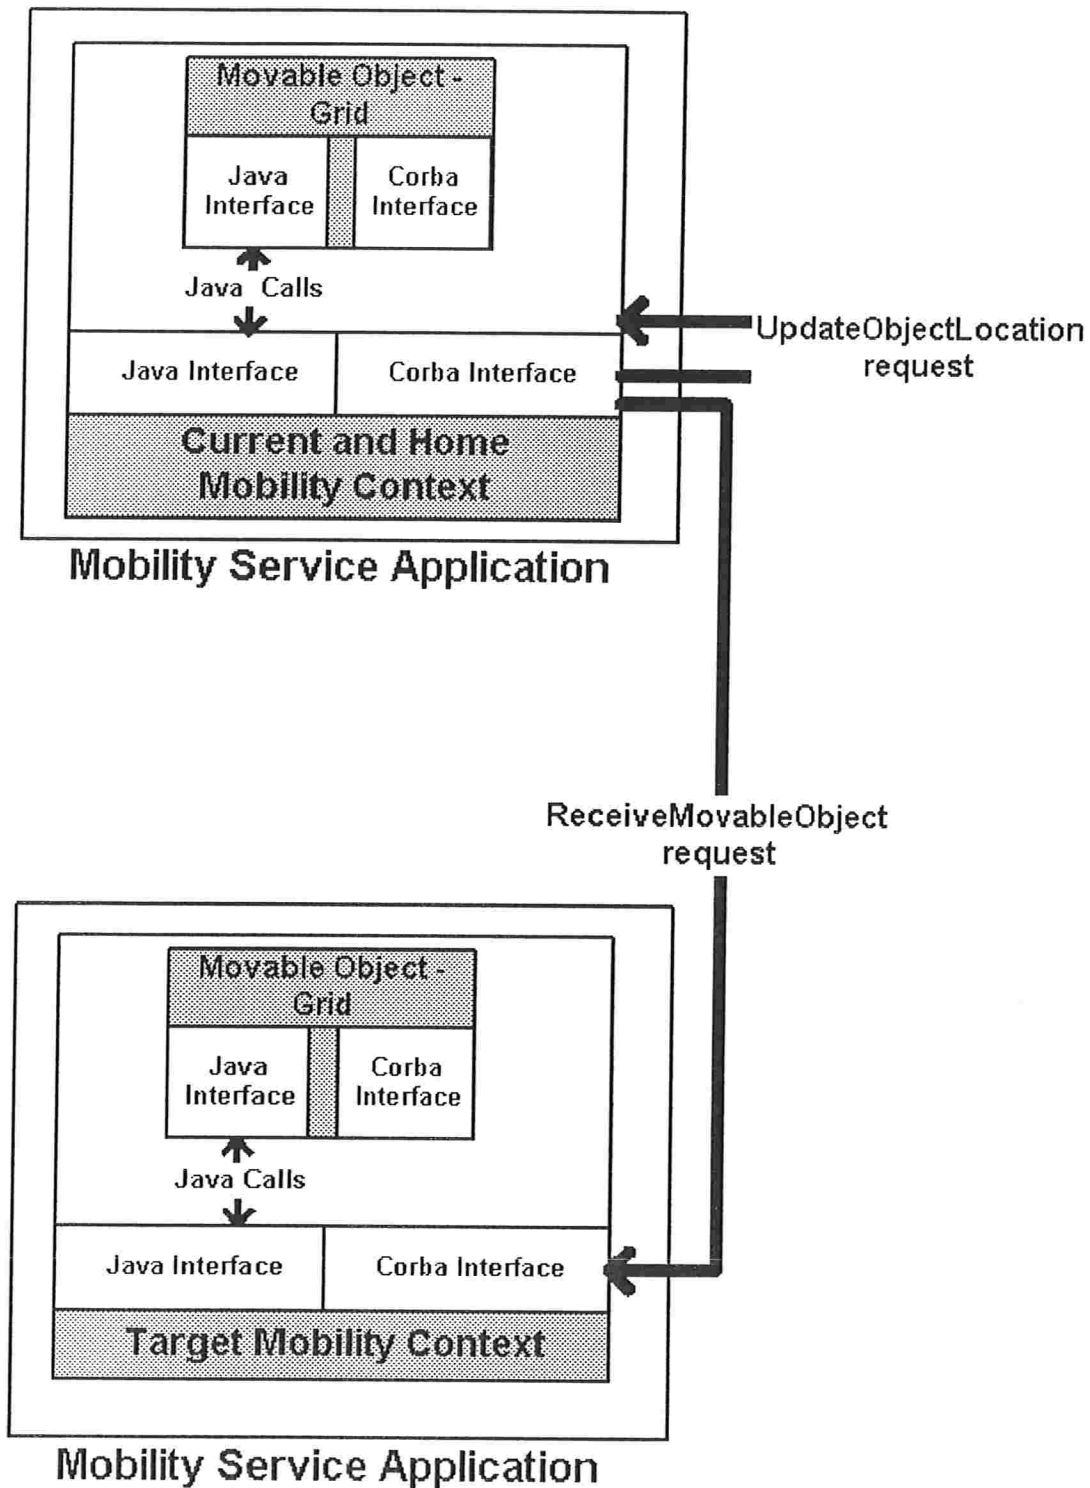 Movable Object -
Grid
Java
Interface
Corba
Interface
Java Calls
Java Interface
Corba Interface
UpdateObjectLocation
request
Current and Home
Mobility Context
Mobility Service Application
ReceiveMovableObject
request
Movable Object -
Grid
Java
Interface
Corba
Interface
Java Calls
Java Interface
Corba Interface
Target Mobility Context
Mobility Service Application